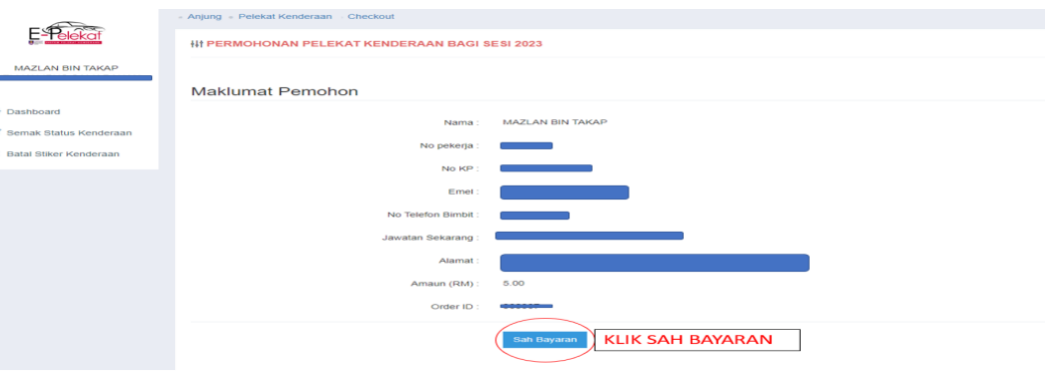 Anjung Pelekat Kenderaan Checkout
E-Pelekat
PERMOHONAN PELEKAT KENDERAAN BAGI SESI 2023
MAZLAN BIN TAKAP
Maklumat Pemohon
Dashboard
Semak Status Kenderaan
Batal Stiker Kenderaan
Nama : MAZLAN BIN TAKAP
No pekerja :
No KP :
Emel :
No Telefon Bimbit :
Jawatan Sekarang :
Alamat :
Amaun (RM) : 5.00
Order ID :
Sah Bayaran KLIK SAH BAYARAN